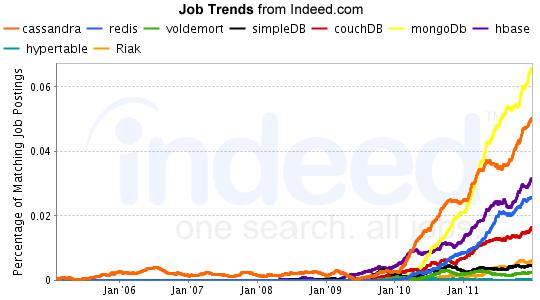 Job Trends from Indeed.com
cassandra redis voldemort simpleDB couchDB mongoDb hbase
hypertable Riak
Percentage of Matching Job Postings
0.06
0.04
0.02
0
Jan '06 Jan '07 Jan '08 Jan '09 Jan '10 Jan '11
indeed
one search. all jobs.